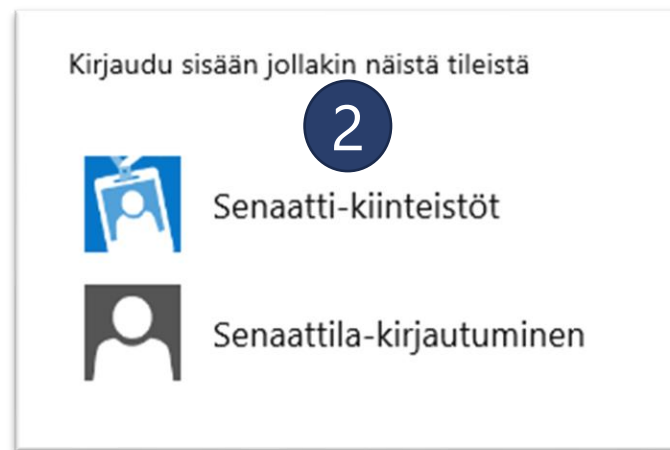 Kirjaudu sisään jollakin näistä tileistä
2
Senaatti-kiinteistöt
Senaattila-kirjautuminen